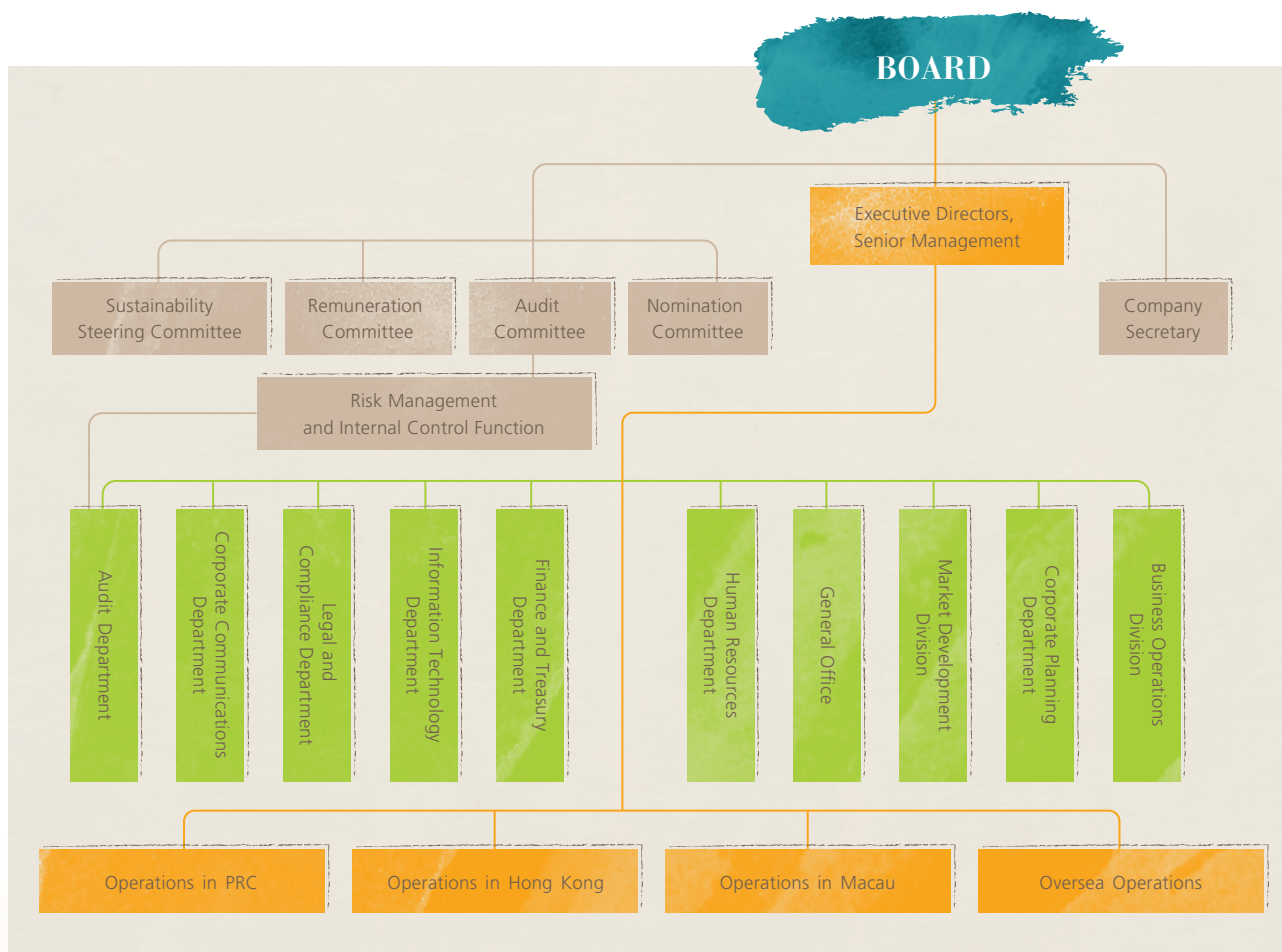 BOARD
Executive Directors,
Senior Management
Sustainability
Steering Committee
Remuneration
Committee
Audit
Committee
Nomination
Committee
Company
Secretary
Risk Management
and Internal Control Function
Audit Department
Corporate Communications
Department
Legal and
Compliance Department
Information Technology
Department
Finance and Treasury
Department
Human Resources
Department
General Office
Market Development
Division
Corporate Planning
Department
Business Operations
Division
Operations in PRC
Operations in Hong Kong
Operations in Macau
Oversea Operations